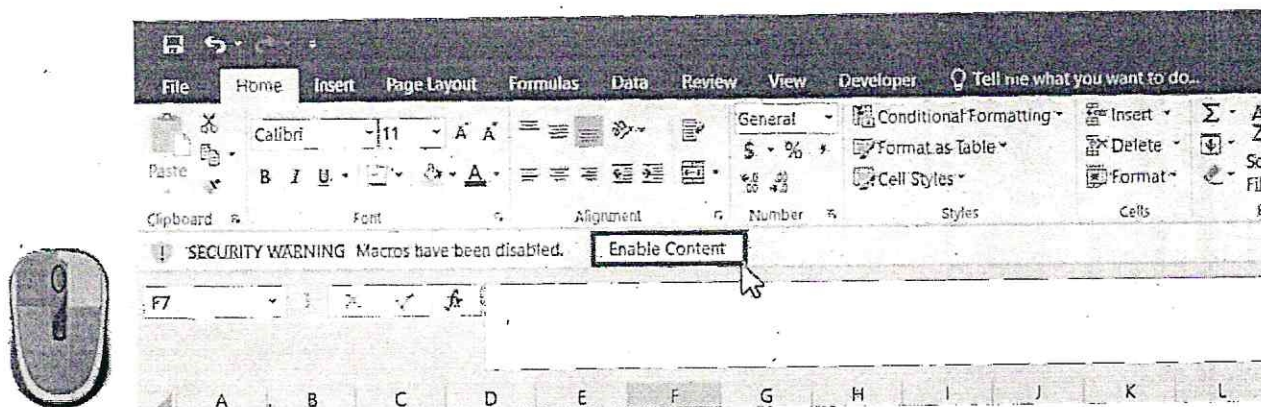 File Home Insert Page Layout Formulas Data Review View Developer Tell me what you want to do...
Calibri 11 A A General Conditional Formatting Insert Σ
Paste $ % , Format as Table Delete
B I U A Cell Styles Format
Clipboard Font Alignment Number Styles Cells
SECURITY WARNING Macros have been disabled. Enable Content
F7 fx
A B C D E F G H I J K L